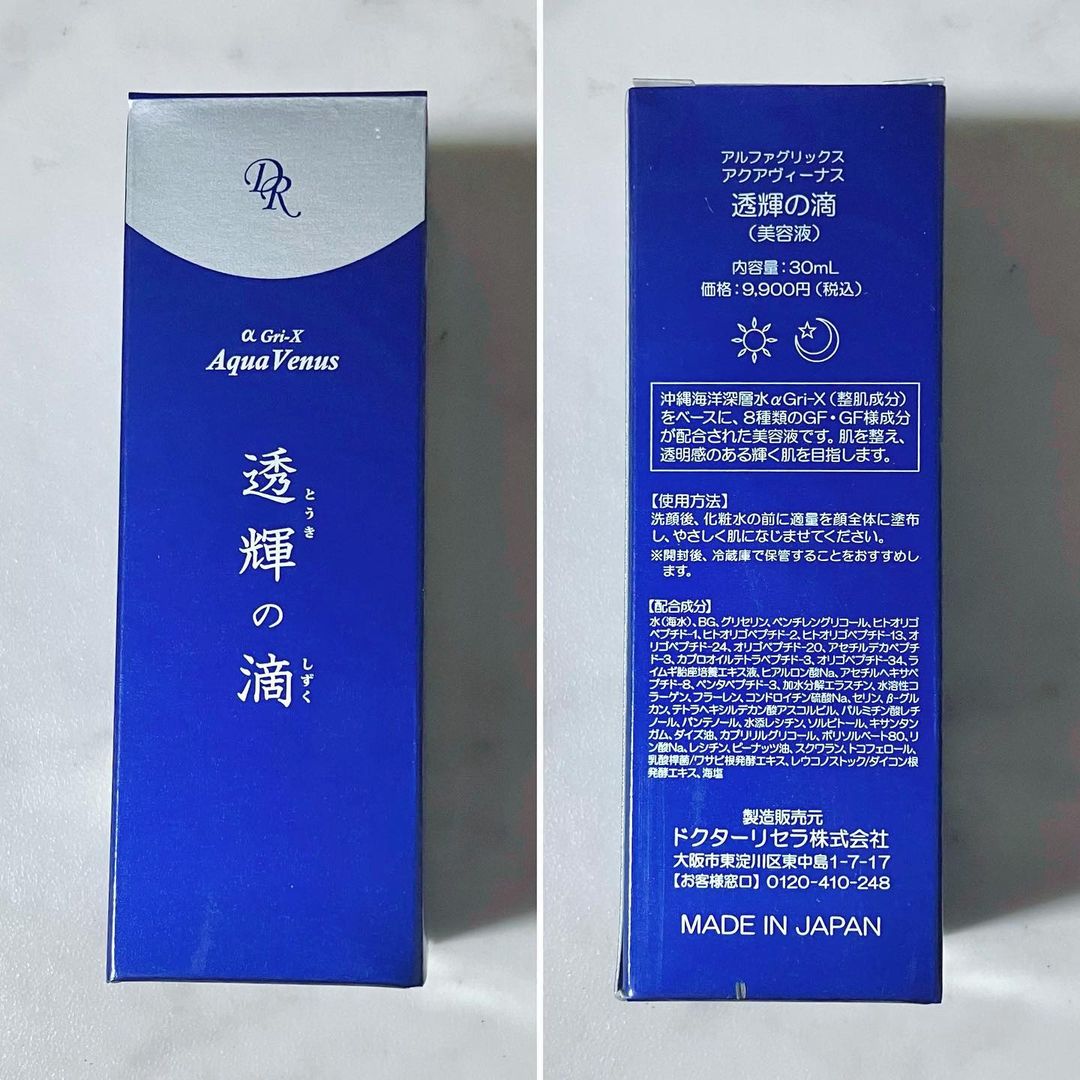 DR
α Gri-X
Aqua Venus
透輝の滴
とうき
しずく
アルファグリックス
アクアヴィーナス
透輝の滴
（美容液）
内容量：30mL
価格：9,900円（税込）
沖縄海洋深層水αGri-X（整肌成分）
をベースに、8種類のGF・GF様成分
が配合された美容液です。肌を整え、
透明感のある輝く肌を目指します。
【使用方法】
洗顔後、化粧水の前に適量を顔全体に塗布
し、やさしく肌になじませてください。
※開封後、冷蔵庫で保管することをおすすめし
ます。
【配合成分】
水（海水）、BG、グリセリン、ペンチレングリコール、ヒトオリゴ
ペプチド-1、ヒトオリゴペプチド-2、ヒトオリゴペプチド-13、オ
リゴペプチド-24、オリゴペプチド-20、アセチルデカペプチ
ド-3、カプロオイルテトラペプチド-3、オリゴペプチド-34、ラ
イムギ胎座培養エキス液、ヒアルロン酸Na、アセチルヘキサペ
プチド-8、ペンタペプチド-3、加水分解エラスチン、水溶性コ
ラーゲン、フラーレン、コンドロイチン硫酸Na、セリン、β-グル
カン、テトラヘキシルデカン酸アスコルビル、パルミチン酸レチ
ノール、パンテノール、水添レシチン、ソルビトール、キサンタン
ガム、ダイズ油、カプリリルグリコール、ポリソルベート80、リ
ン酸Na、レシチン、ピーナッツ油、スクワラン、トコフェロール、
乳酸桿菌/ワサビ根発酵エキス、レウコノストック/ダイコン根
発酵エキス、海塩
製造販売元
ドクターリセラ株式会社
大阪市東淀川区東中島1-7-17
【お客様窓口】0120-410-248
MADE IN JAPAN